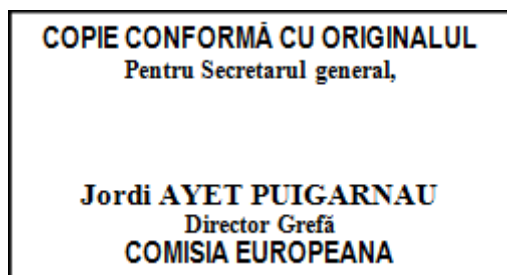 COPIE CONFORMĂ CU ORIGINALUL
Pentru Secretarul general,
Jordi AYET PUIGARNAU
Director Grefă
COMISIA EUROPEANA